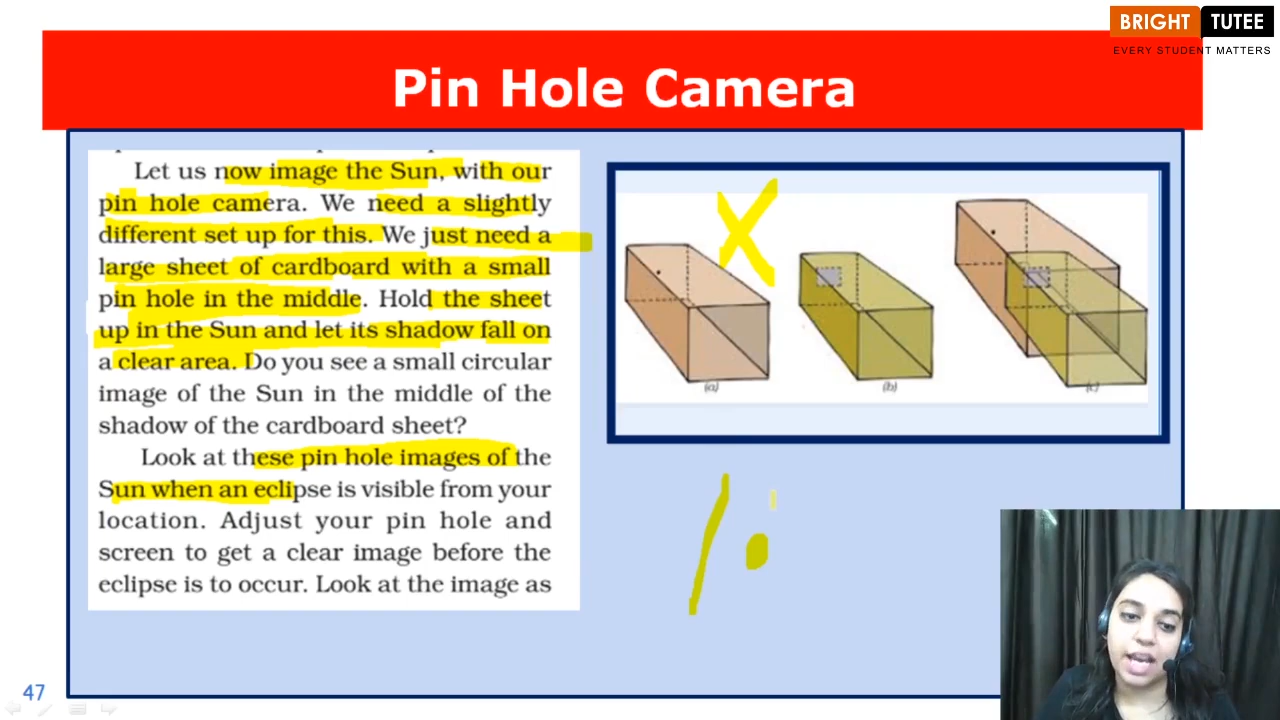 BRIGHT TUTEE
EVERY STUDENT MATTERS
Pin Hole Camera
Let us now image the Sun, with our
pin hole camera. We need a slightly
different set up for this. We just need a
large sheet of cardboard with a small
pin hole in the middle. Hold the sheet
up in the Sun and let its shadow fall on
a clear area. Do you see a small circular
image of the Sun in the middle of the
shadow of the cardboard sheet?
Look at these pin hole images of the
Sun when an eclipse is visible from your
location. Adjust your pin hole and
screen to get a clear image before the
eclipse is to occur. Look at the image as
(a) (b) (c)
47